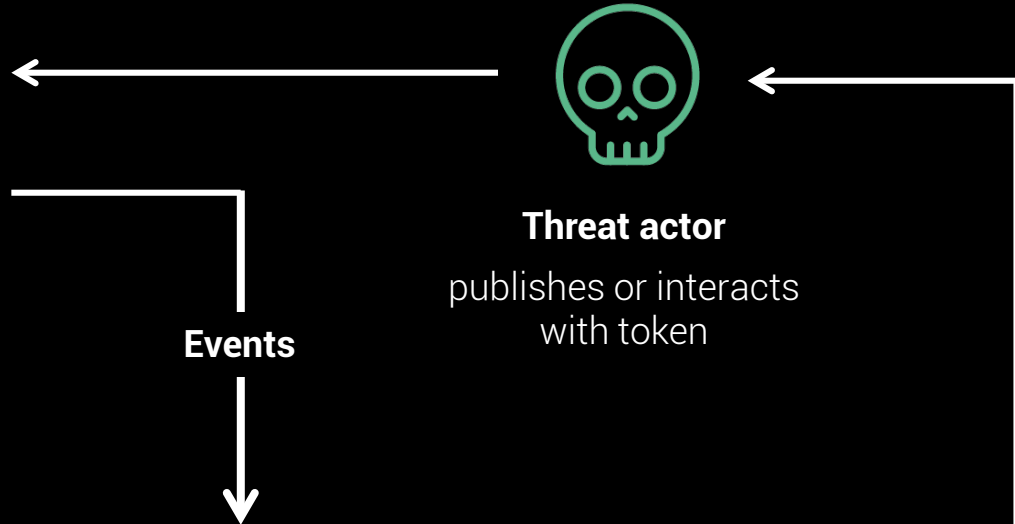 Threat actor
publishes or interacts
with token
Events